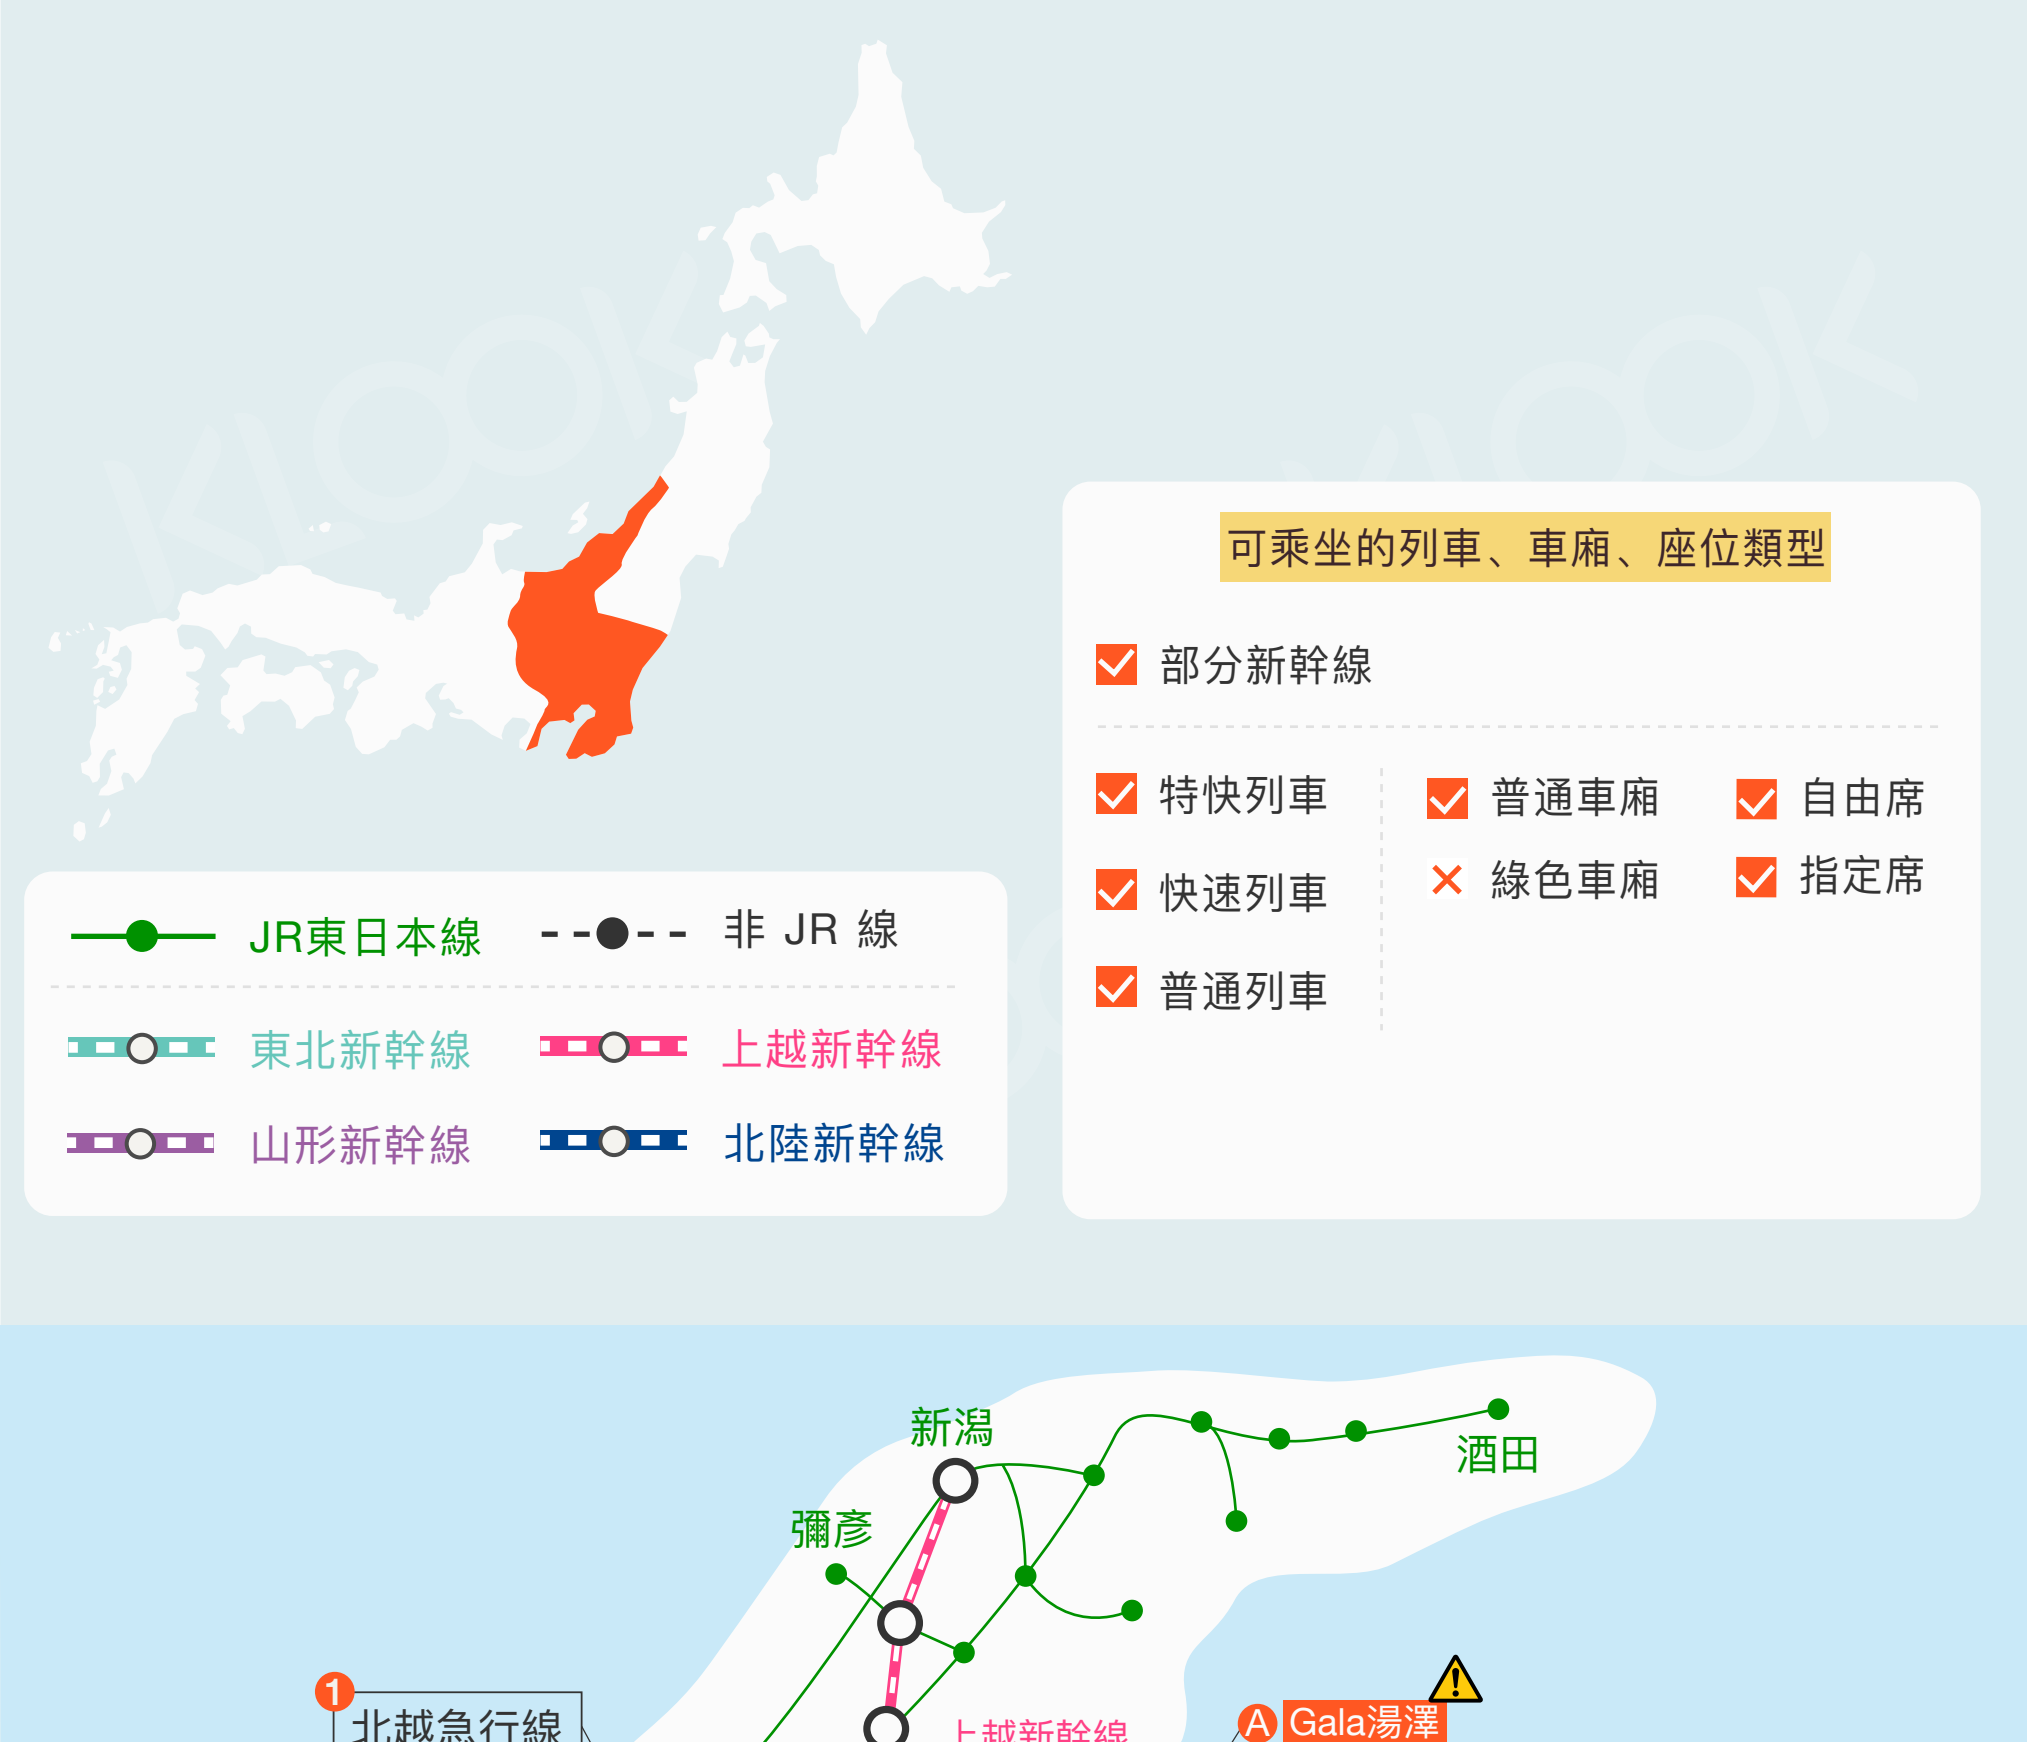 KLOOK
KLOOK
可乘坐的列車、車廂、座位類型
部分新幹線
特快列車
普通車廂
自由席
快速列車
綠色車廂
指定席
普通列車
JR東日本線
非 JR 線
東北新幹線
上越新幹線
山形新幹線
北陸新幹線
新潟
酒田
彌彥
1
北越急行線
上越新幹線
A Gala湯澤